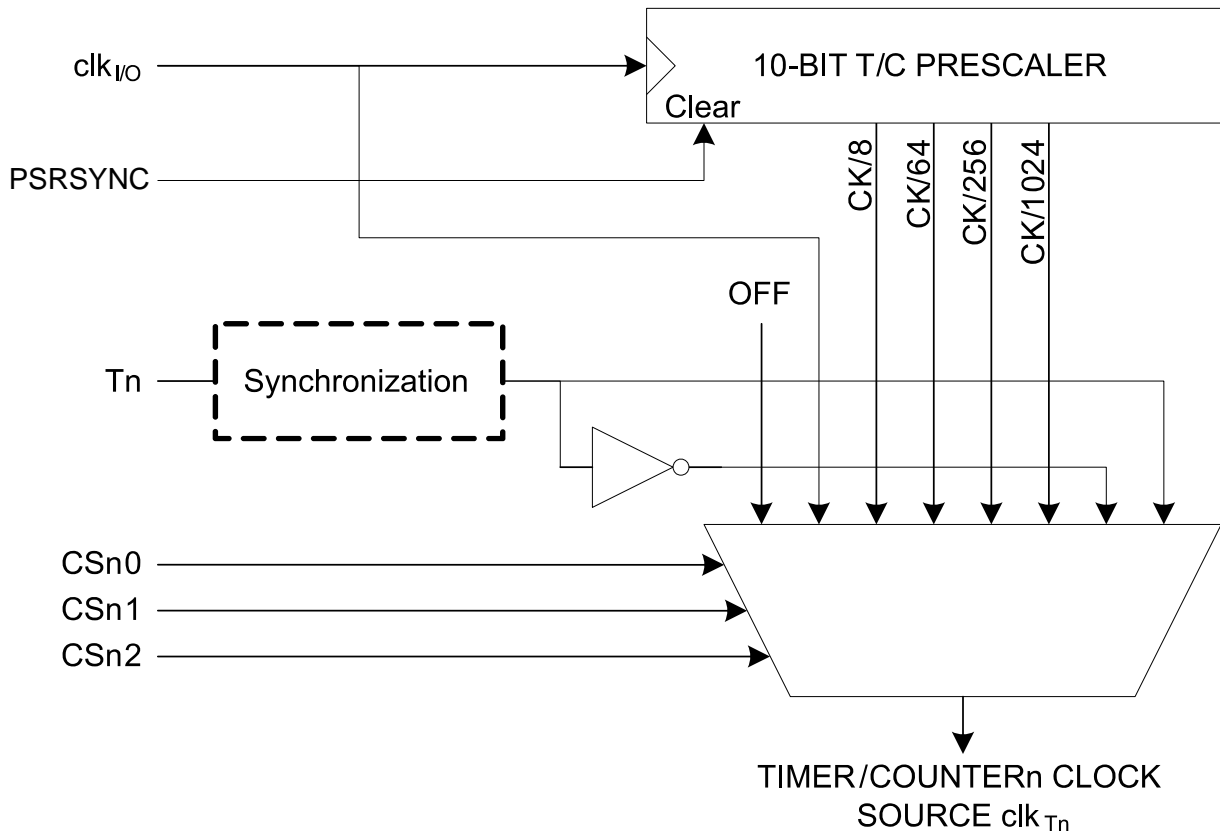 clkI/O
10-BIT T/C PRESCALER
Clear
PSRSYNC
CK/8
CK/64
CK/256
CK/1024
OFF
Tn
Synchronization
CSn0
CSn1
CSn2
TIMER/COUNTERn CLOCK
SOURCE clkTn